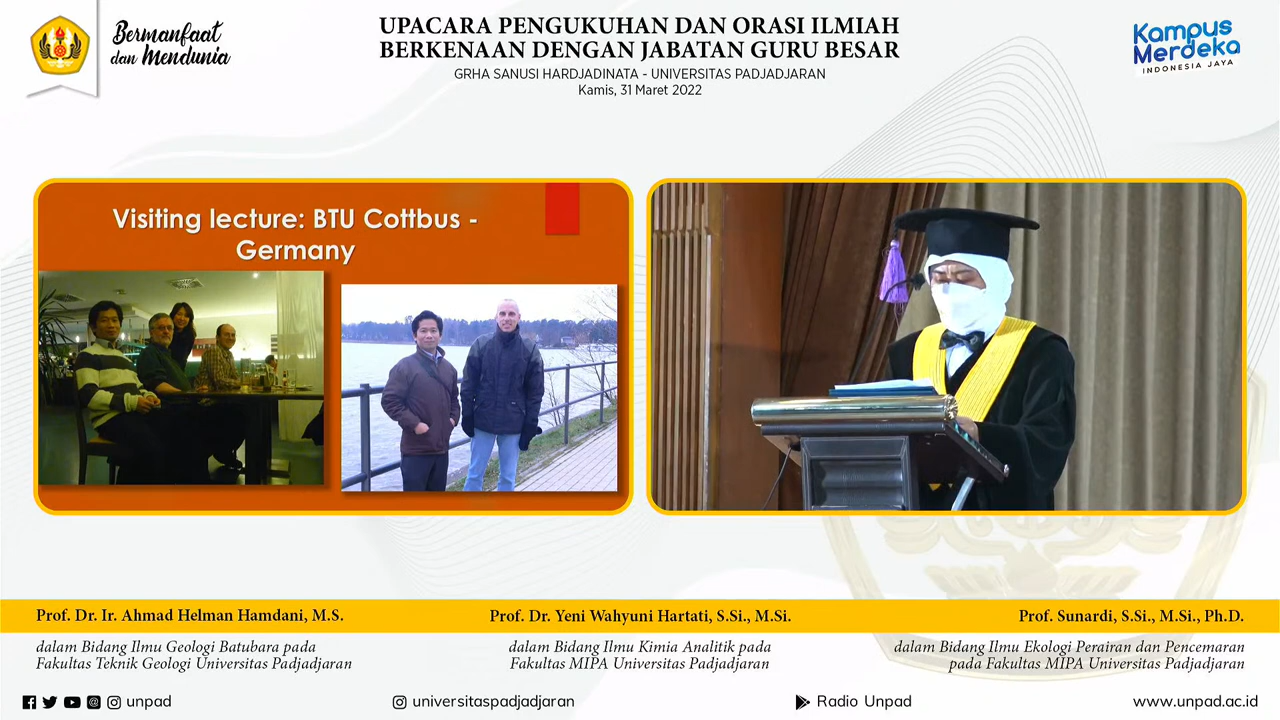 Bermanfaat
dan Mendunia
UPACARA PENGUKUHAN DAN ORASI ILMIAH
BERKENAAN DENGAN JABATAN GURU BESAR
GRHA SANUSI HARDJADINATA - UNIVERSITAS PADJADJARAN
Kamis, 31 Maret 2022
Kampus
Merdeka
INDONESIA JAYA
Visiting lecture: BTU Cottbus -
Germany
Prof. Dr. Ir. Ahmad Helman Hamdani, M.S.
dalam Bidang Ilmu Geologi Batubara pada
Fakultas Teknik Geologi Universitas Padjadjaran
Prof. Dr. Yeni Wahyuni Hartati, S.Si., M.Si.
dalam Bidang Ilmu Kimia Analitik pada
Fakultas MIPA Universitas Padjadjaran
Prof. Sunardi, S.Si., M.Si., Ph.D.
dalam Bidang Ilmu Ekologi Perairan dan Pencemaran
pada Fakultas MIPA Universitas Padjadjaran
unpad
universitaspadjadjaran
Radio Unpad
www.unpad.ac.id